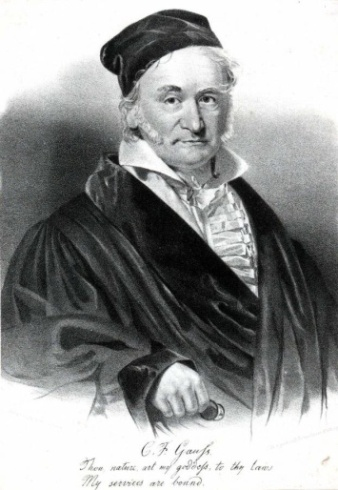 C. F. Gauſs.
Thou, nature, art my goddeſs, to thy laws
My services are bound.